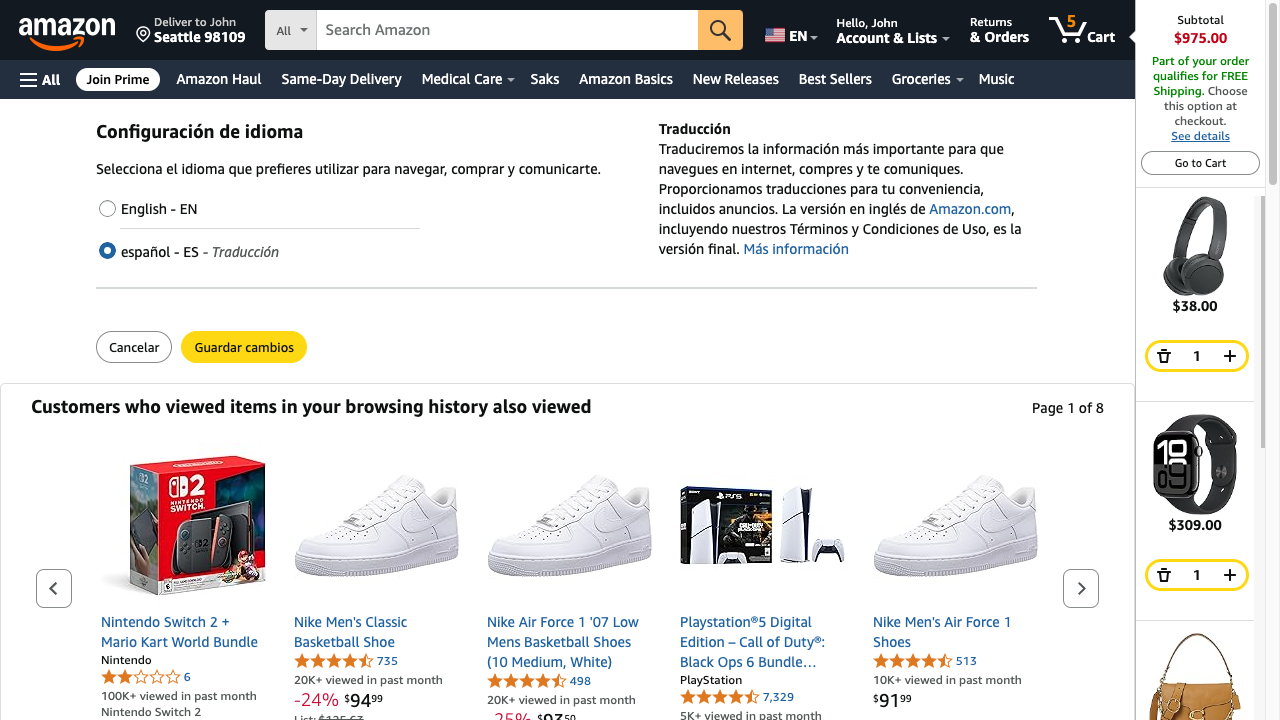 amazon
Deliver to John
Seattle 98109
All
Search Amazon
EN
Hello, John
Account & Lists
Returns
& Orders
5
Cart
All
Join Prime
Amazon Haul
Same-Day Delivery
Medical Care
Saks
Amazon Basics
New Releases
Best Sellers
Groceries
Music
Subtotal
$975.00
Part of your order
qualifies for FREE
Shipping. Choose
this option at
checkout.
See details
Go to Cart
$38.00
1
$309.00
1
Configuración de idioma
Selecciona el idioma que prefieres utilizar para navegar, comprar y comunicarte.
English - EN
español - ES - Traducción
Traducción
Traduciremos la información más importante para que
navegues en internet, compres y te comuniques.
Proporcionamos traducciones para tu conveniencia,
incluidos anuncios. La versión en inglés de Amazon.com,
incluyendo nuestros Términos y Condiciones de Uso, es la
versión final. Más información
Cancelar
Guardar cambios
Customers who viewed items in your browsing history also viewed
Page 1 of 8
Nintendo Switch 2 +
Mario Kart World Bundle
Nintendo
6
100K+ viewed in past month
Nintendo Switch 2
Nike Men's Classic
Basketball Shoe
735
20K+ viewed in past month
-24% $94.99
List: $125.63
Nike Air Force 1 '07 Low
Mens Basketball Shoes
(10 Medium, White)
498
20K+ viewed in past month
-25% $93.50
Playstation®5 Digital
Edition – Call of Duty®:
Black Ops 6 Bundle…
PlayStation
7,329
5K+ viewed in past month
Nike Men's Air Force 1
Shoes
513
10K+ viewed in past month
$91.99